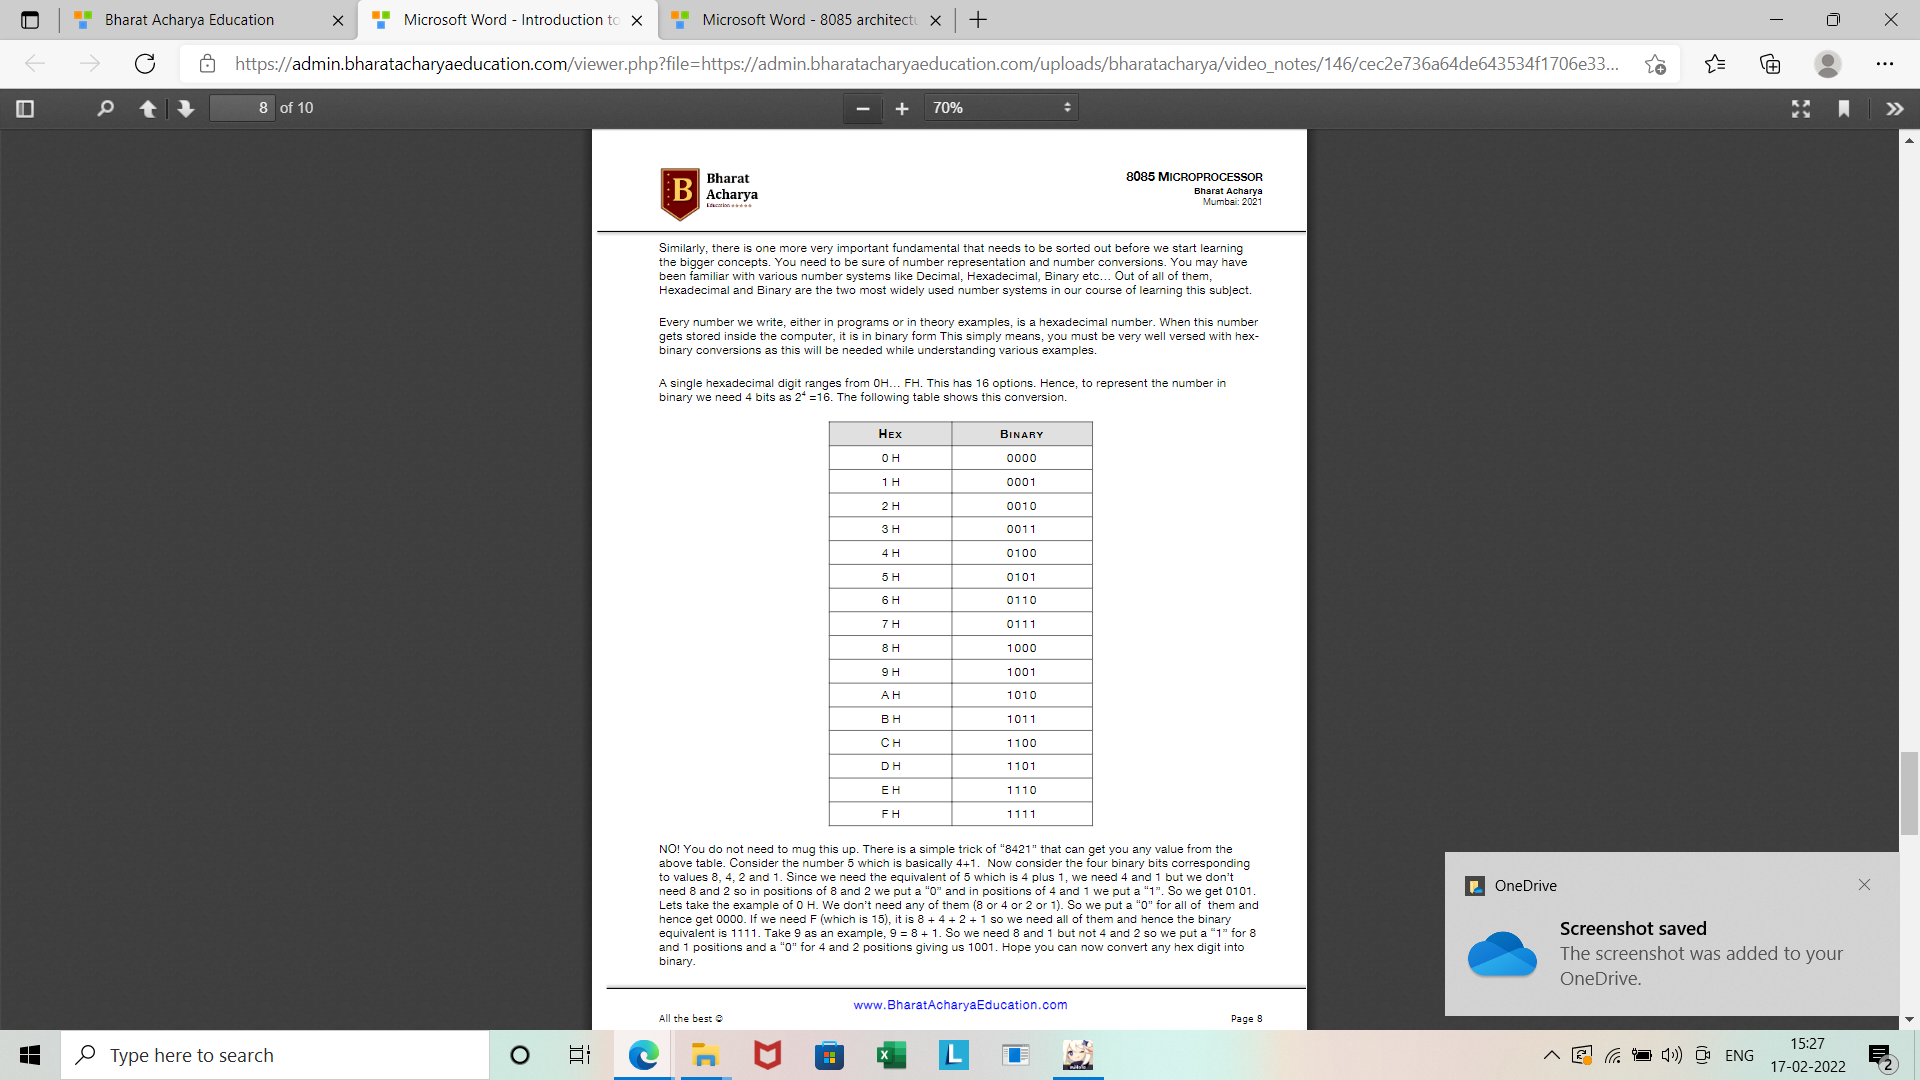 Bharat Acharya Education
Microsoft Word - Introduction to
Microsoft Word - 8085 architectu
https://admin.bharatacharyaeducation.com/viewer.php?file=https://admin.bharatacharyaeducation.com/uploads/bharatacharya/video_notes/146/cec2e736a64de643534f1706e33...
8 of 10
70%
B
Bharat
Acharya
Education
8085 MICROPROCESSOR
Bharat Acharya
Mumbai: 2021
Similarly, there is one more very important fundamental that needs to be sorted out before we start learning
the bigger concepts. You need to be sure of number representation and number conversions. You may have
been familiar with various number systems like Decimal, Hexadecimal, Binary etc... Out of all of them,
Hexadecimal and Binary are the two most widely used number systems in our course of learning this subject.
Every number we write, either in programs or in theory examples, is a hexadecimal number. When this number
gets stored inside the computer, it is in binary form This simply means, you must be very well versed with hex-
binary conversions as this will be needed while understanding various examples.
A single hexadecimal digit ranges from 0H... FH. This has 16 options. Hence, to represent the number in
binary we need 4 bits as 2⁴ =16. The following table shows this conversion.
HEX BINARY
0 H 0000
1 H 0001
2 H 0010
3 H 0011
4 H 0100
5 H 0101
6 H 0110
7 H 0111
8 H 1000
9 H 1001
A H 1010
B H 1011
C H 1100
D H 1101
E H 1110
F H 1111
NO! You do not need to mug this up. There is a simple trick of “8421” that can get you any value from the
above table. Consider the number 5 which is basically 4+1. Now consider the four binary bits corresponding
to values 8, 4, 2 and 1. Since we need the equivalent of 5 which is 4 plus 1, we need 4 and 1 but we don’t
need 8 and 2 so in positions of 8 and 2 we put a “0” and in positions of 4 and 1 we put a “1”. So we get 0101.
Lets take the example of 0 H. We don’t need any of them (8 or 4 or 2 or 1). So we put a “0” for all of them and
hence get 0000. If we need F (which is 15), it is 8 + 4 + 2 + 1 so we need all of them and hence the binary
equivalent is 1111. Take 9 as an example, 9 = 8 + 1. So we need 8 and 1 but not 4 and 2 so we put a “1” for 8
and 1 positions and a “0” for 4 and 2 positions giving us 1001. Hope you can now convert any hex digit into
binary.
www.BharatAcharyaEducation.com
All the best ☺
Page 8
OneDrive
Screenshot saved
The screenshot was added to your
OneDrive.
Type here to search
L
ENG
15:27
17-02-2022
2